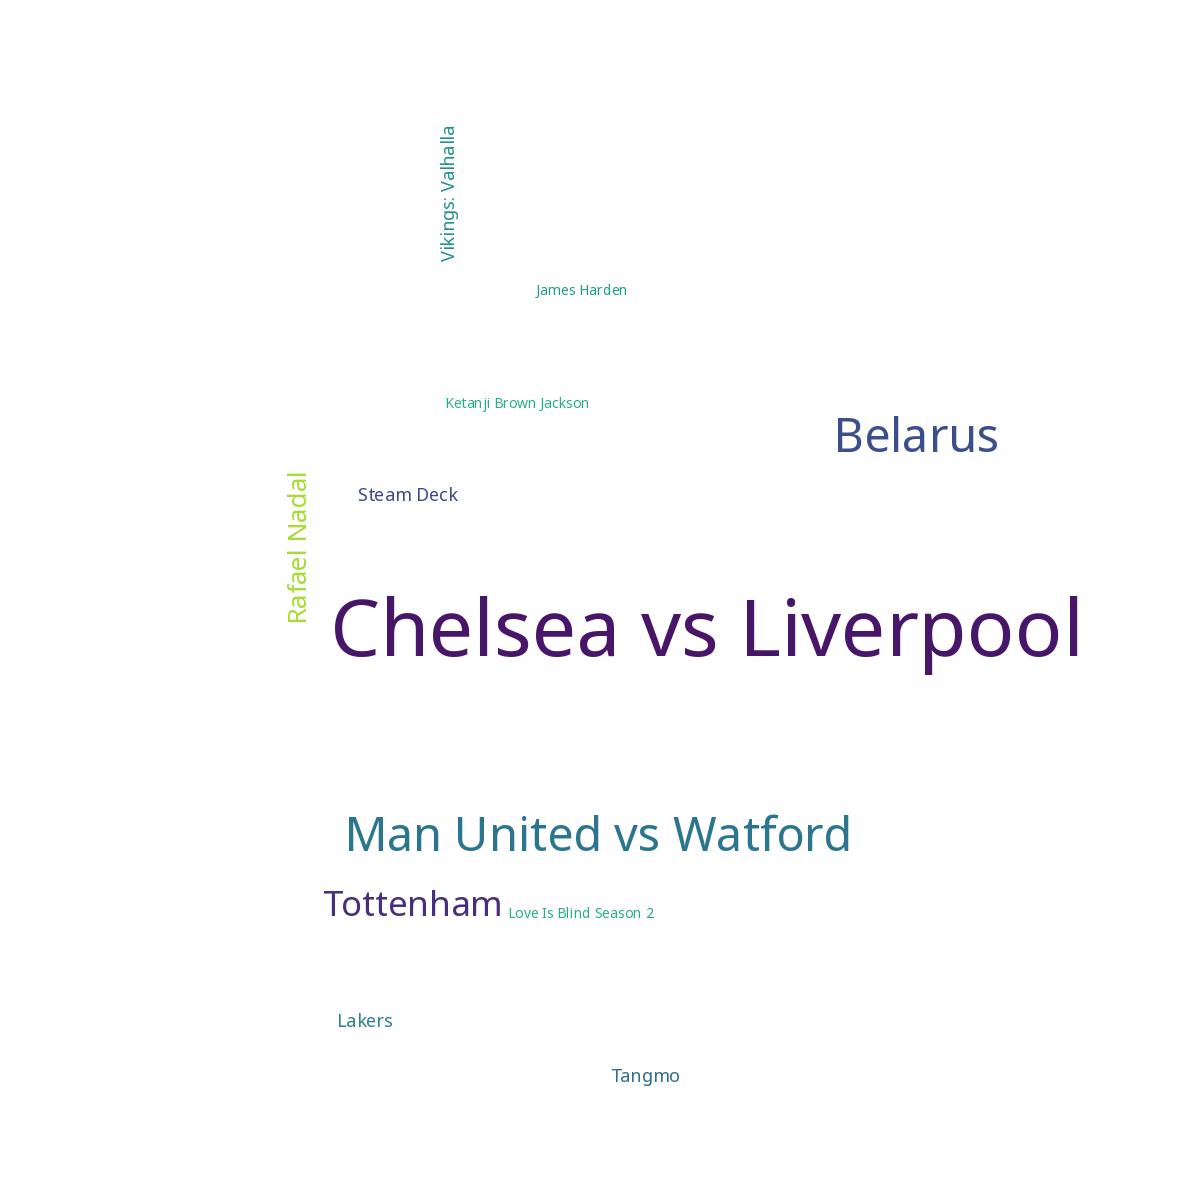 Vikings: Valhalla
James Harden
Ketanji Brown Jackson
Belarus
Rafael Nadal
Steam Deck
Chelsea vs Liverpool
Man United vs Watford
Tottenham
Love Is Blind Season 2
Lakers
Tangmo